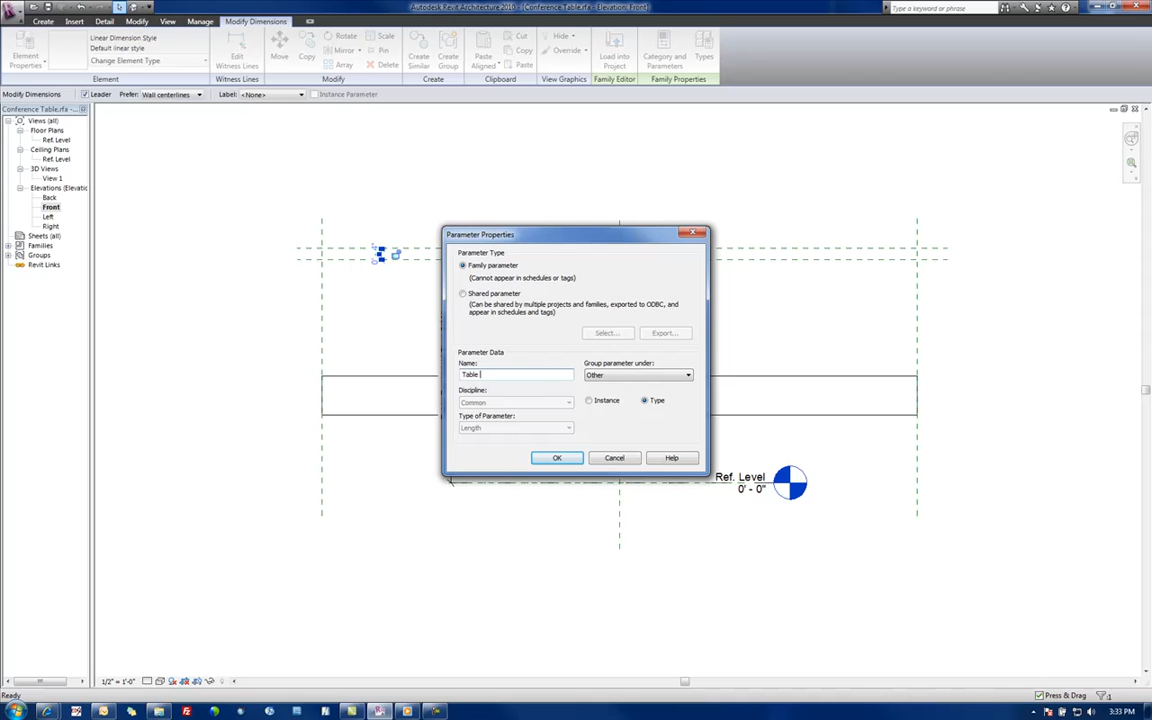 Autodesk Revit Architecture 2010 - [Conference Table.rfa - Elevation: Front]
Type a keyword or phrase
Create Insert Detail Modify View Manage Modify Dimensions
Element Properties
Linear Dimension Style
Default linear style
Change Element Type
Edit Witness Lines
Move
Copy
Rotate
Mirror
Array
Scale
Pin
Delete
Create Similar
Create Group
Paste Aligned
Cut
Copy
Paste
Hide
Override
Load into Project
Category and Parameters
Types
Element Witness Lines Modify Create Clipboard View Graphics Family Editor Family Properties
Modify Dimensions Leader Prefer: Wall centerlines Label: <None> Instance Parameter
Conference Table.rfa -...
Views (all)
Floor Plans
Ref. Level
Ceiling Plans
Ref. Level
3D Views
View 1
Elevations (Elevatio
Back
Front
Left
Right
Sheets (all)
Families
Groups
Revit Links
Parameter Properties
Parameter Type
Family parameter
(Cannot appear in schedules or tags)
Shared parameter
(Can be shared by multiple projects and families, exported to ODBC, and
appear in schedules and tags)
Select... Export...
Parameter Data
Name: Group parameter under:
Table Other
Discipline:
Common Instance Type
Type of Parameter:
Length
OK Cancel Help
Ref. Level
0' - 0"
1/2" = 1'-0"
Ready Press & Drag :1
3:33 PM